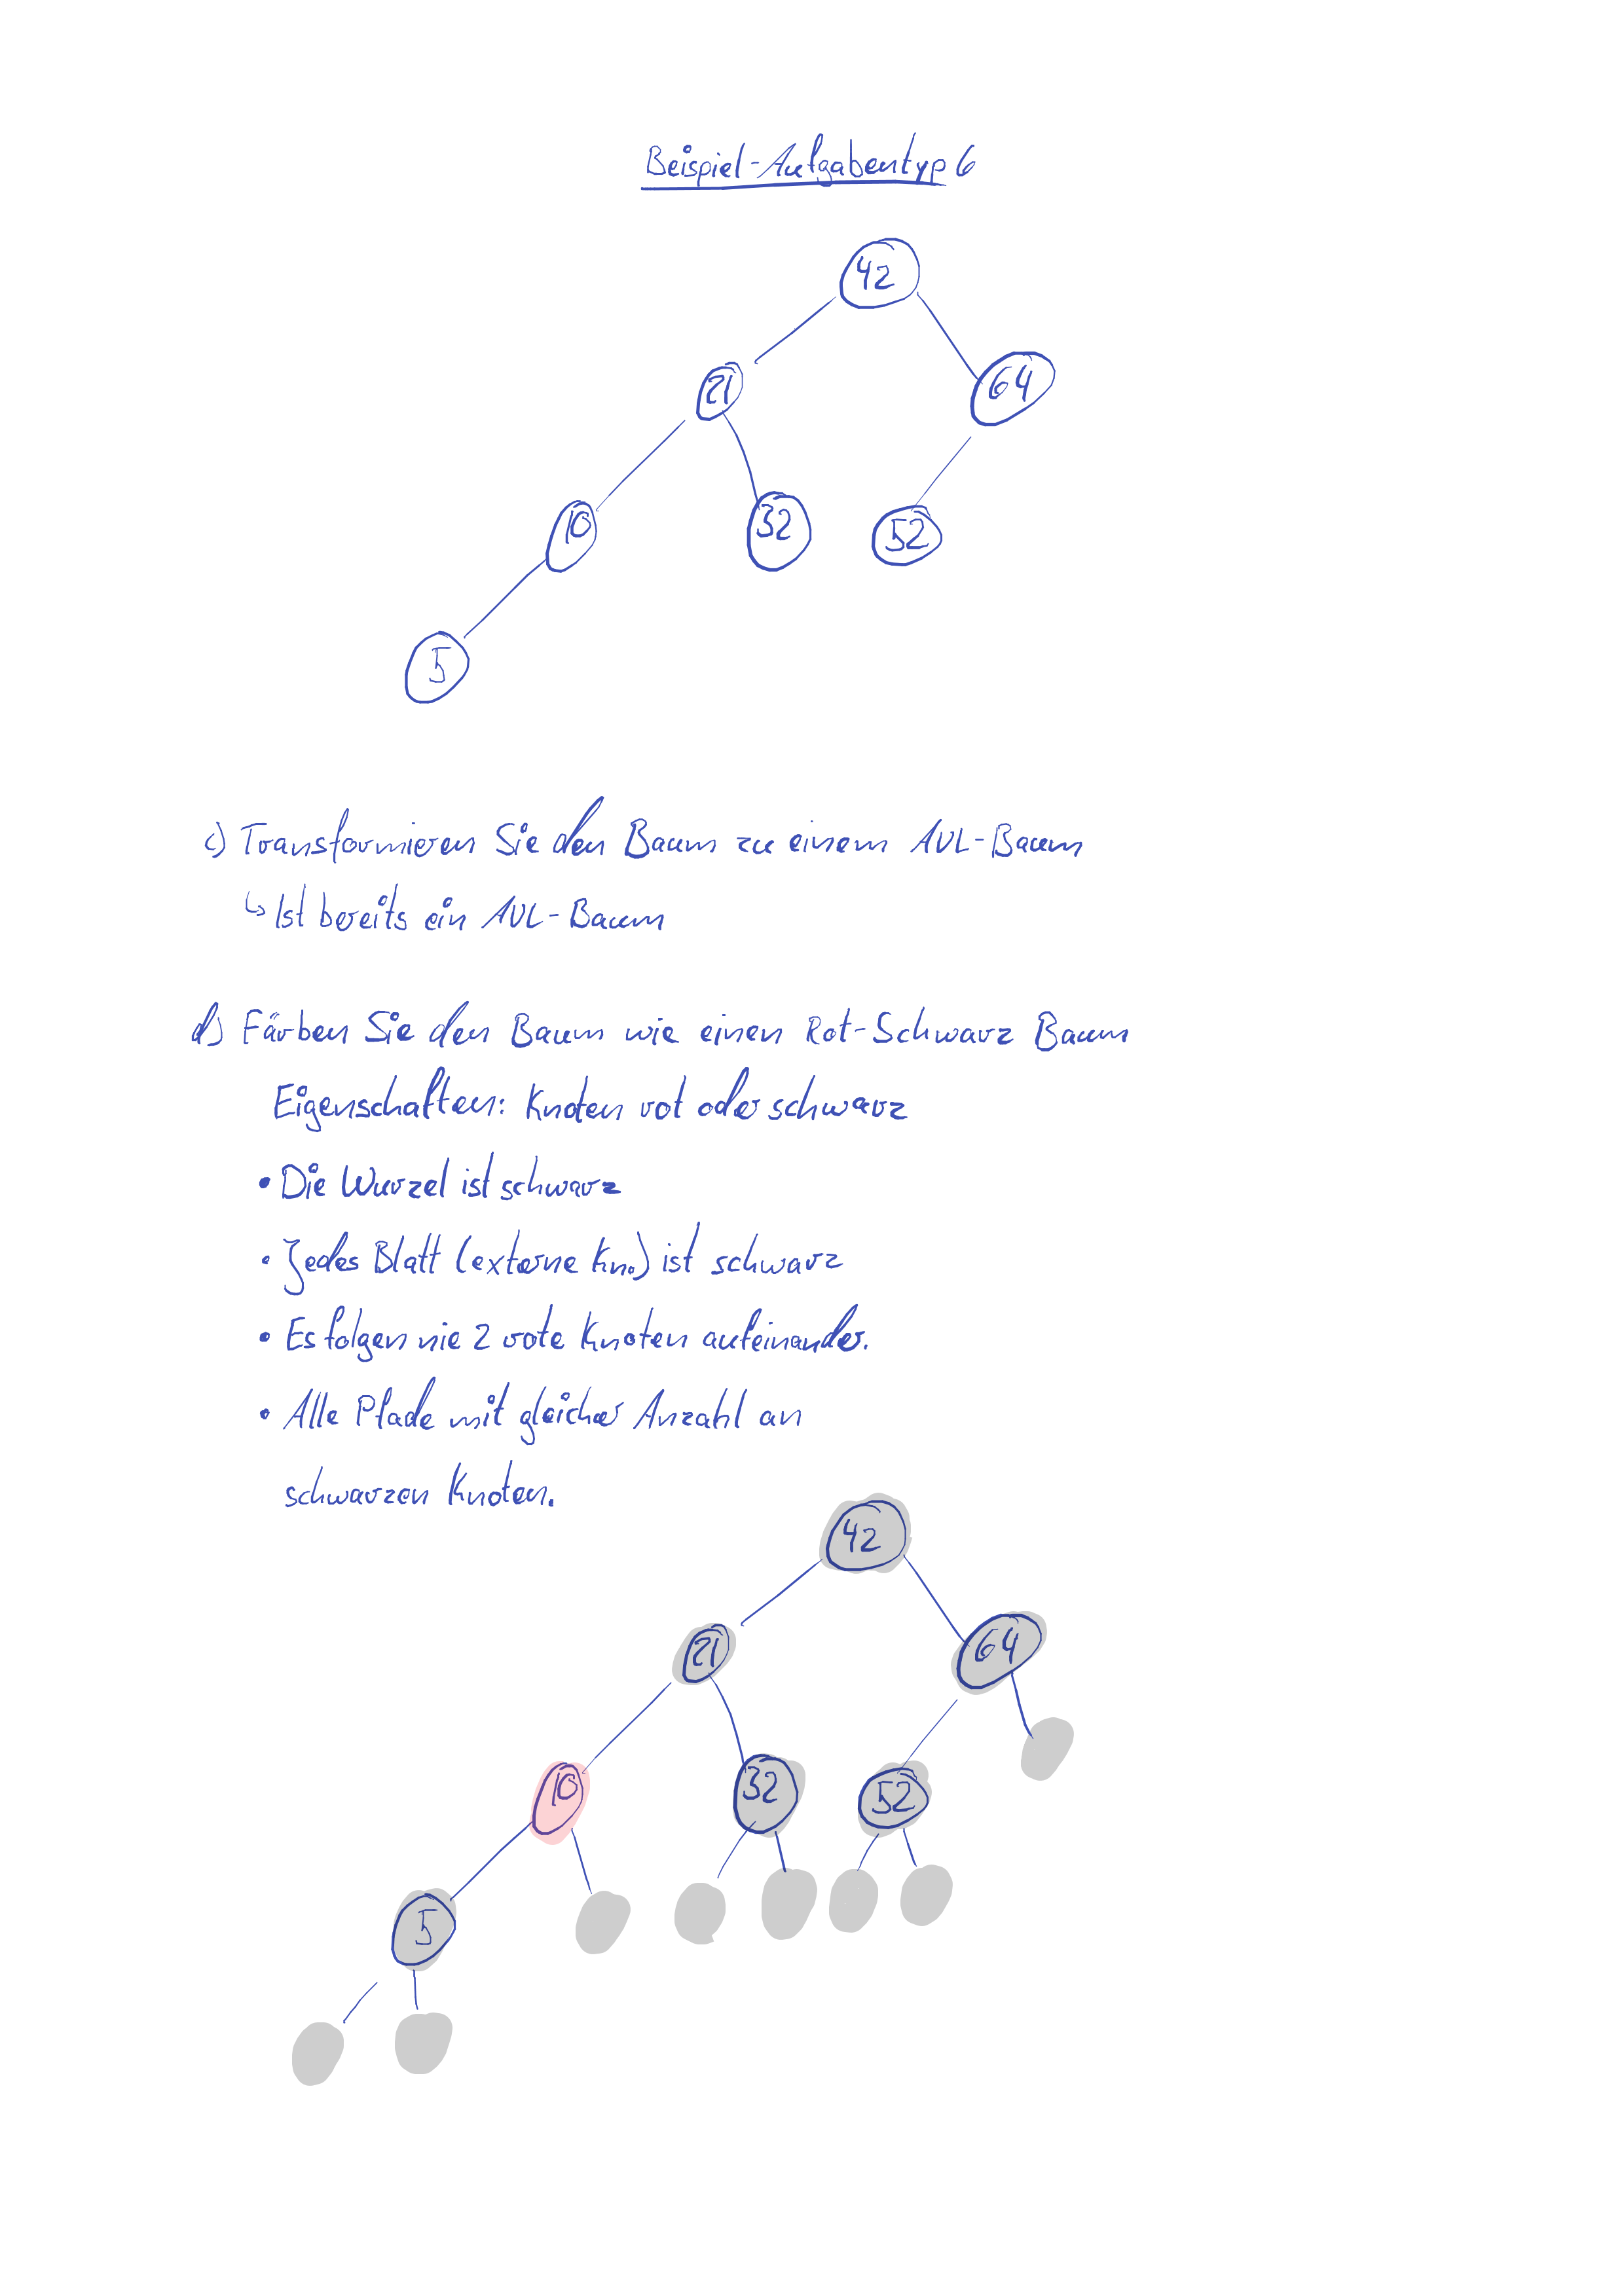 Beispiel-Aufgabentyp 6
42
21
64
10
32
52
5
c) Transformieren Sie den Baum zu einem AVL-Baum
↳ Ist bereits ein AVL-Baum
d) Färben Sie den Baum wie einen Rot-Schwarz Baum
Eigenschaften: Knoten rot oder schwarz
• Die Wurzel ist schwarz
• Jedes Blatt (externe Kn.) ist schwarz
• Es folgen nie 2 rote Knoten aufeinander.
• Alle Pfade mit gleicher Anzahl an
schwarzen Knoten.
42
21
64
10
32
52
5